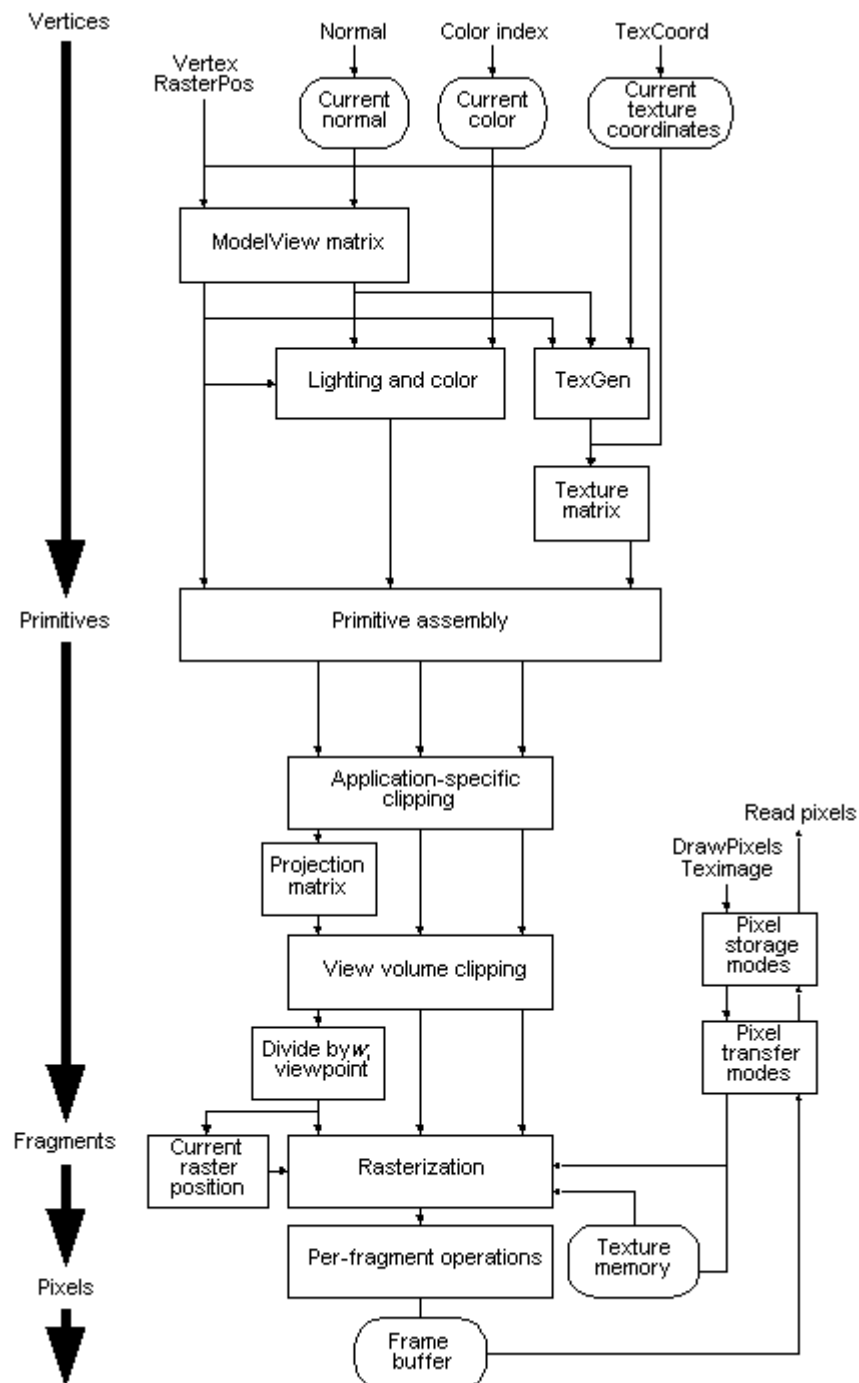 Vertices
Normal
Color index
TexCoord
Vertex
RasterPos
Current
normal
Current
color
Current
texture
coordinates
ModelView matrix
Lighting and color
TexGen
Texture
matrix
Primitives
Primitive assembly
Application-specific
clipping
Read pixels
DrawPixels
TexImage
Projection
matrix
Pixel
storage
modes
View volume clipping
Divide by w,
viewpoint
Pixel
transfer
modes
Fragments
Current
raster
position
Rasterization
Per-fragment operations
Texture
memory
Pixels
Frame
buffer